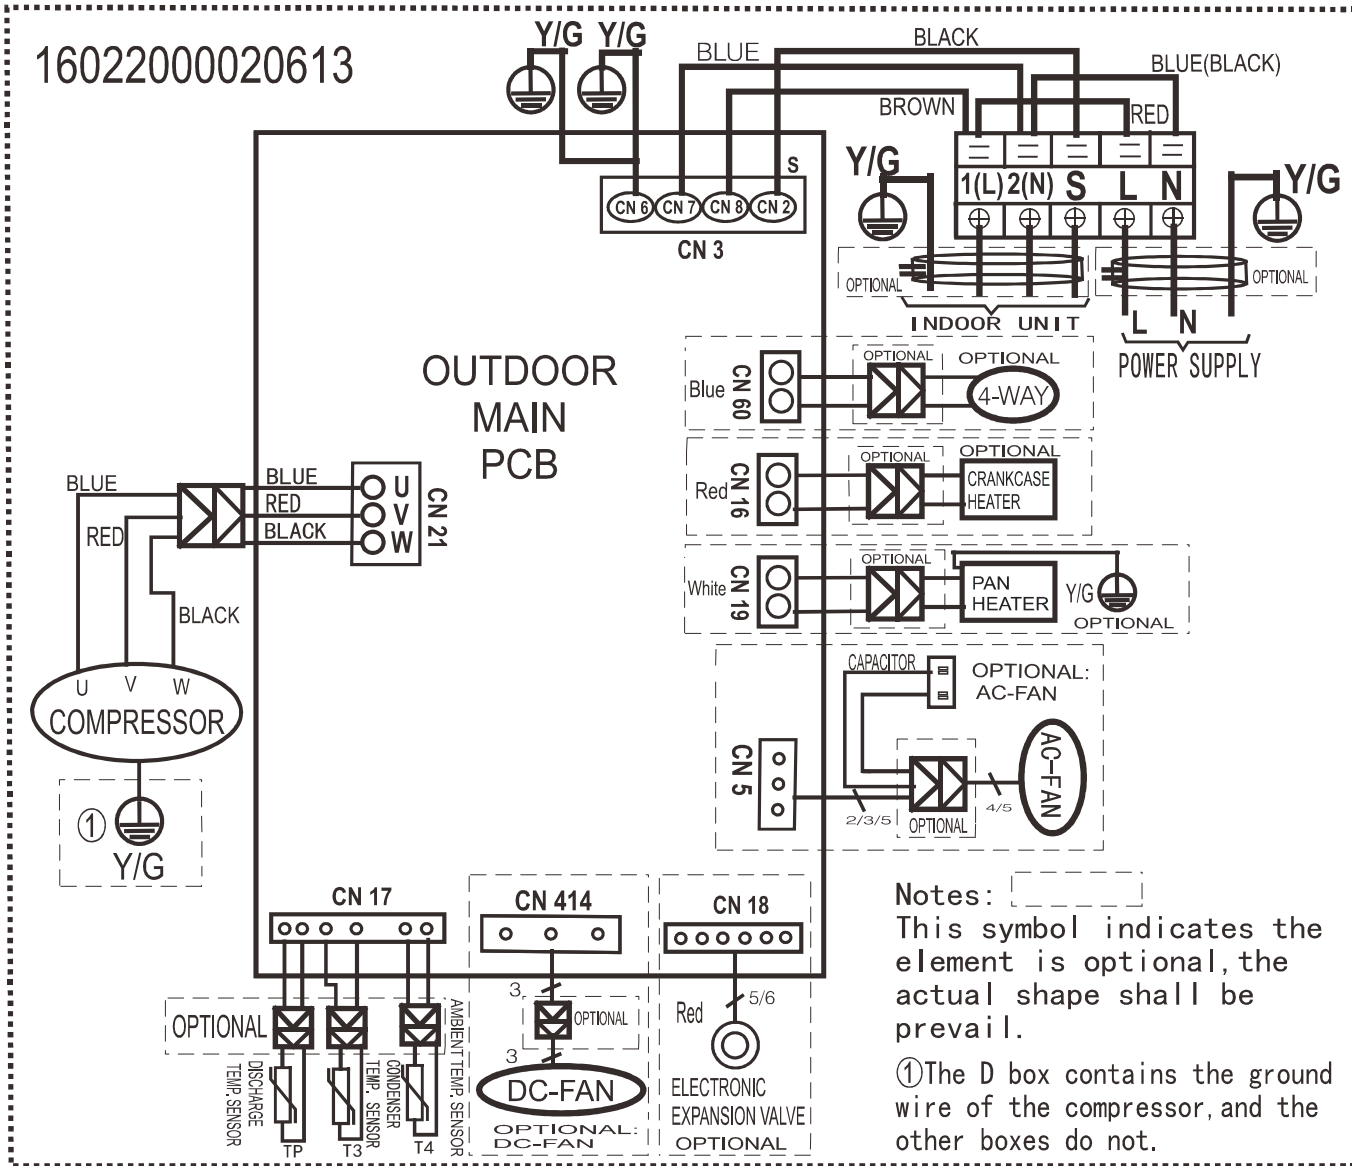 16022000020613
Y/G Y/G
BLUE
BLACK
BLUE(BLACK)
BROWN
RED
S
CN 6 CN 7 CN 8 CN 2
CN 3
Y/G
1(L) 2(N) S L N
Y/G
OPTIONAL
OPTIONAL
INDOOR UNIT
L N
POWER SUPPLY
OUTDOOR
MAIN
PCB
Blue
CN 60
OPTIONAL
OPTIONAL
4-WAY
Red
CN 16
OPTIONAL
OPTIONAL
CRANKCASE
HEATER
White
CN 19
OPTIONAL
PAN
HEATER
Y/G
OPTIONAL
BLUE
RED
BLACK
BLUE
RED
BLACK
U
V
W
CN 21
U V W
COMPRESSOR
①
Y/G
CAPACITOR
OPTIONAL:
AC-FAN
CN 5
2/3/5
OPTIONAL
4/5
AC-FAN
CN 17
OPTIONAL
DISCHARGE
TEMP. SENSOR
TP
CONDENSER
TEMP. SENSOR
T3
AMBIENT TEMP. SENSOR
T4
CN 414
3
OPTIONAL
3
DC-FAN
OPTIONAL:
DC-FAN
CN 18
Red
5/6
ELECTRONIC
EXPANSION VALVE
OPTIONAL
Notes:
This symbol indicates the
element is optional,the
actual shape shall be
prevail.
①The D box contains the ground
wire of the compressor,and the
other boxes do not.